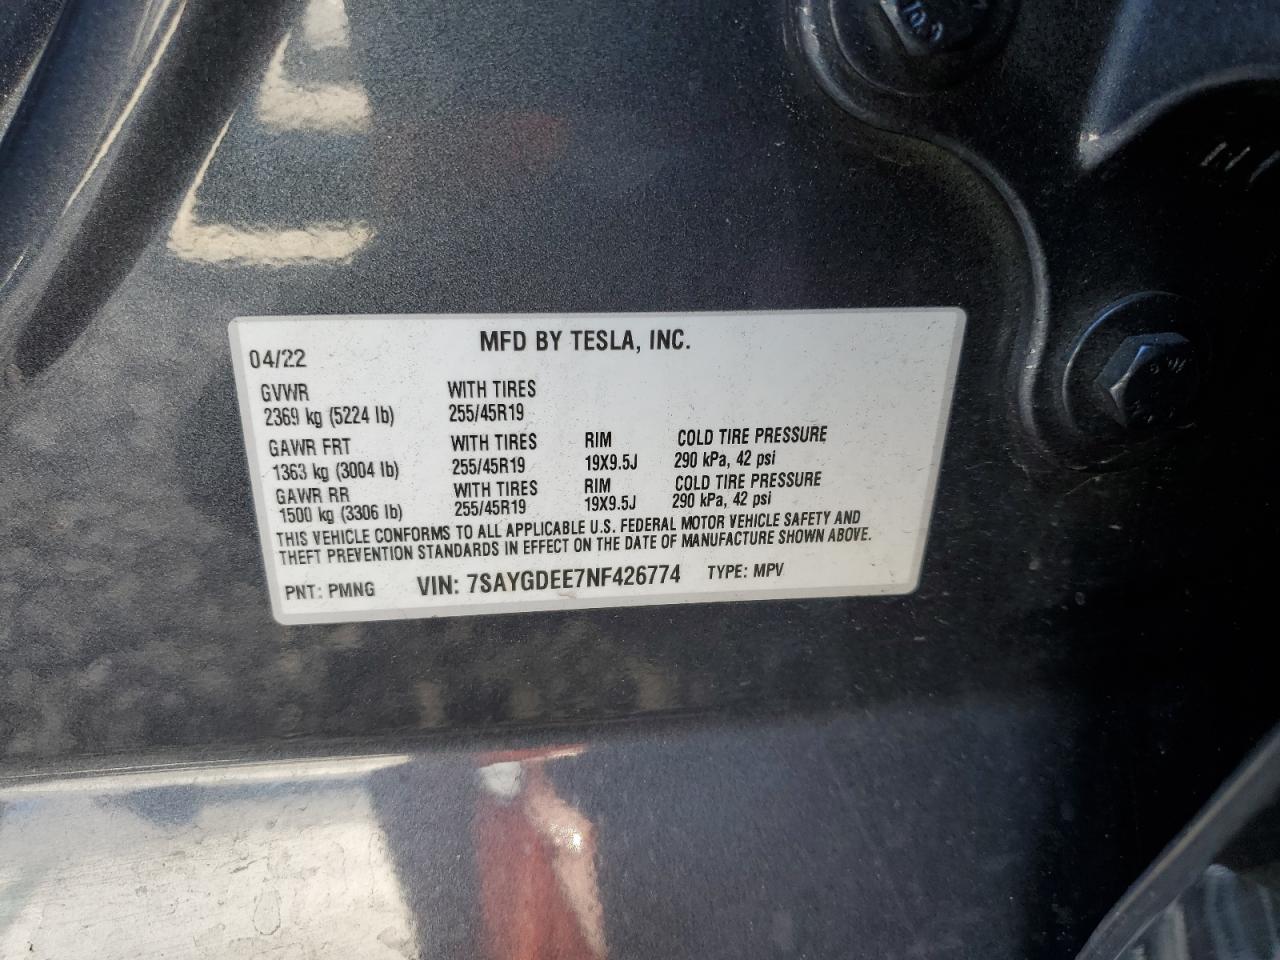 MFD BY TESLA, INC.
04/22
GVWR WITH TIRES
2369 kg (5224 lb) 255/45R19
GAWR FRT WITH TIRES RIM COLD TIRE PRESSURE
1363 kg (3004 lb) 255/45R19 19X9.5J 290 kPa, 42 psi
GAWR RR WITH TIRES RIM COLD TIRE PRESSURE
1500 kg (3306 lb) 255/45R19 19X9.5J 290 kPa, 42 psi
THIS VEHICLE CONFORMS TO ALL APPLICABLE U.S. FEDERAL MOTOR VEHICLE SAFETY AND
THEFT PREVENTION STANDARDS IN EFFECT ON THE DATE OF MANUFACTURE SHOWN ABOVE.
PNT: PMNG VIN: 7SAYGDEE7NF426774 TYPE: MPV